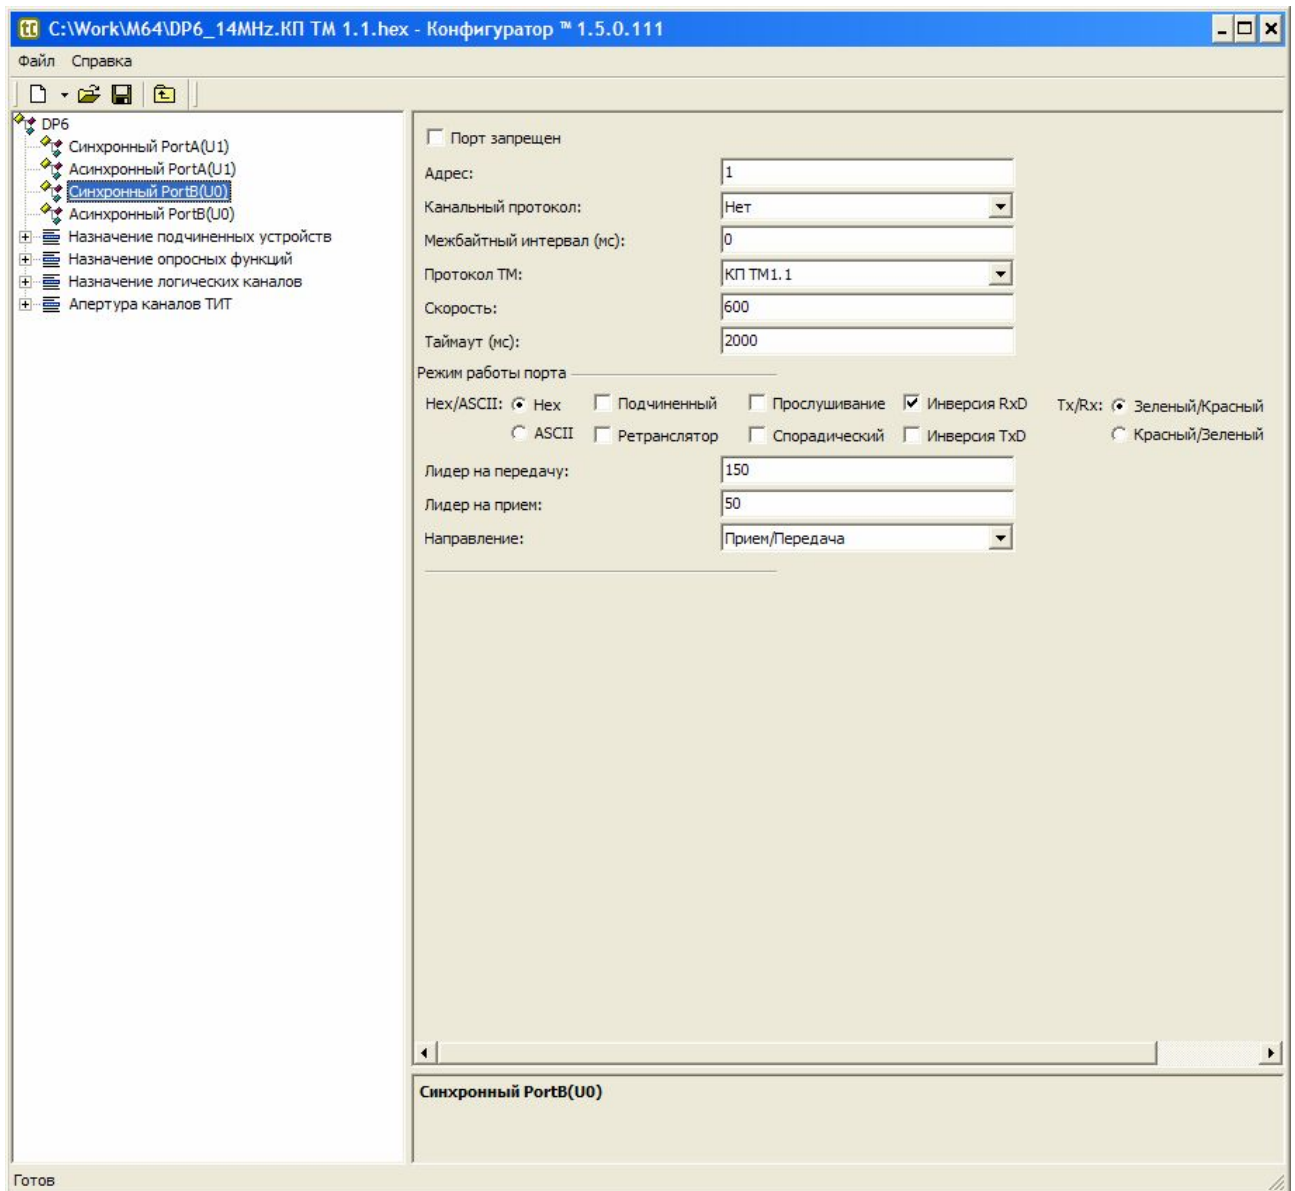 C:\Work\M64\DP6_14MHz.КП ТМ 1.1.hex - Конфигуратор ™ 1.5.0.111
Файл Справка
DP6
Синхронный PortA(U1)
Асинхронный PortA(U1)
Синхронный PortB(U0)
Асинхронный PortB(U0)
Назначение подчиненных устройств
Назначение опросных функций
Назначение логических каналов
Апертура каналов ТИТ
Порт запрещен
Адрес: 1
Канальный протокол: Нет
Межбайтный интервал (мс): 0
Протокол ТМ: КП ТМ1.1
Скорость: 600
Таймаут (мс): 2000
Режим работы порта
Hex/ASCII: Hex Подчиненный Прослушивание Инверсия RxD Tx/Rx: Зеленый/Красный
ASCII Ретранслятор Спорадический Инверсия TxD Красный/Зеленый
Лидер на передачу: 150
Лидер на прием: 50
Направление: Прием/Передача
Синхронный PortB(U0)
Готов